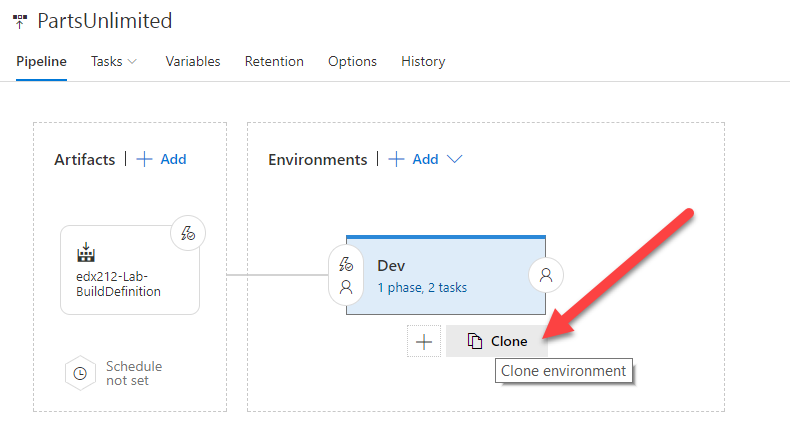 PartsUnlimited
Pipeline Tasks Variables Retention Options History
Artifacts | + Add
Environments | + Add
edx212-Lab-
BuildDefinition
Dev
1 phase, 2 tasks
Clone
Clone environment
Schedule
not set